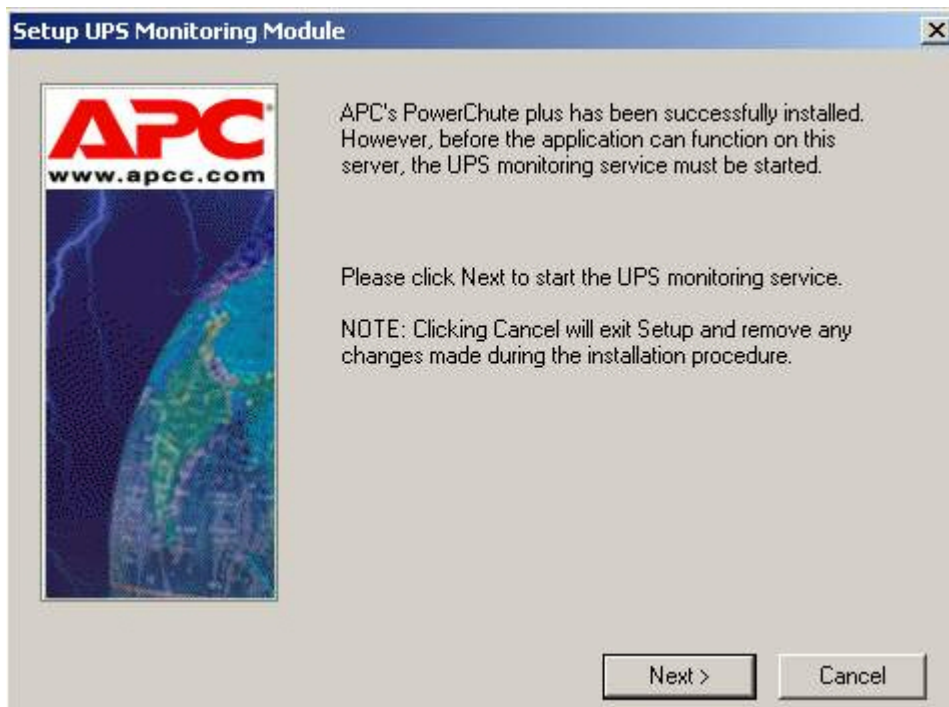 Setup UPS Monitoring Module
APC
www.apcc.com
APC's PowerChute plus has been successfully installed.
However, before the application can function on this
server, the UPS monitoring service must be started.
Please click Next to start the UPS monitoring service.
NOTE: Clicking Cancel will exit Setup and remove any
changes made during the installation procedure.
Next >
Cancel